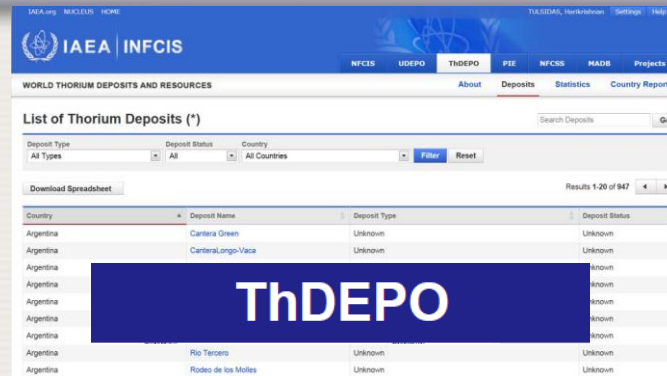 IAEA.org NUCLEUS HOME TULSIDAS, Harikrishnan Settings Help
IAEA INFCIS
NFCIS UDEPO ThDEPO PIE NFCSS MADB Projects
WORLD THORIUM DEPOSITS AND RESOURCES About Deposits Statistics Country Report
List of Thorium Deposits (*) Search Deposits
Deposit Type Deposit Status Country
All Types All All Countries Filter Reset
Download Spreadsheet Results 1-20 of 947
Country Deposit Name Deposit Type Deposit Status
Argentina Cantera Green Unknown Unknown
Argentina CanteraLongo-Vaca Unknown Unknown
Argentina
Argentina
Argentina
ThDEPO
Argentina
Argentina
Argentina Rio Tercero Unknown Unknown
Argentina Rodeo de los Molles Unknown Unknown